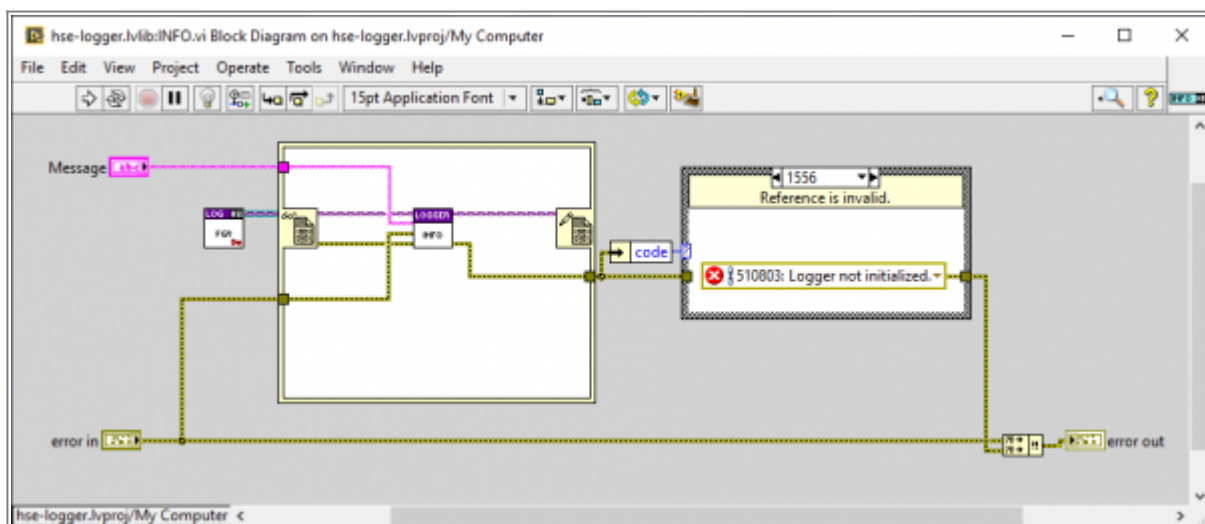 hse-logger.lvlib:INFO.vi Block Diagram on hse-logger.lvproj/My Computer
File Edit View Project Operate Tools Window Help
15pt Application Font
Message
1556
Reference is invalid.
LOG
FGV
LOGGER
INFO
code
510803: Logger not initialized.
error in
error out
hse-logger.lvproj/My Computer